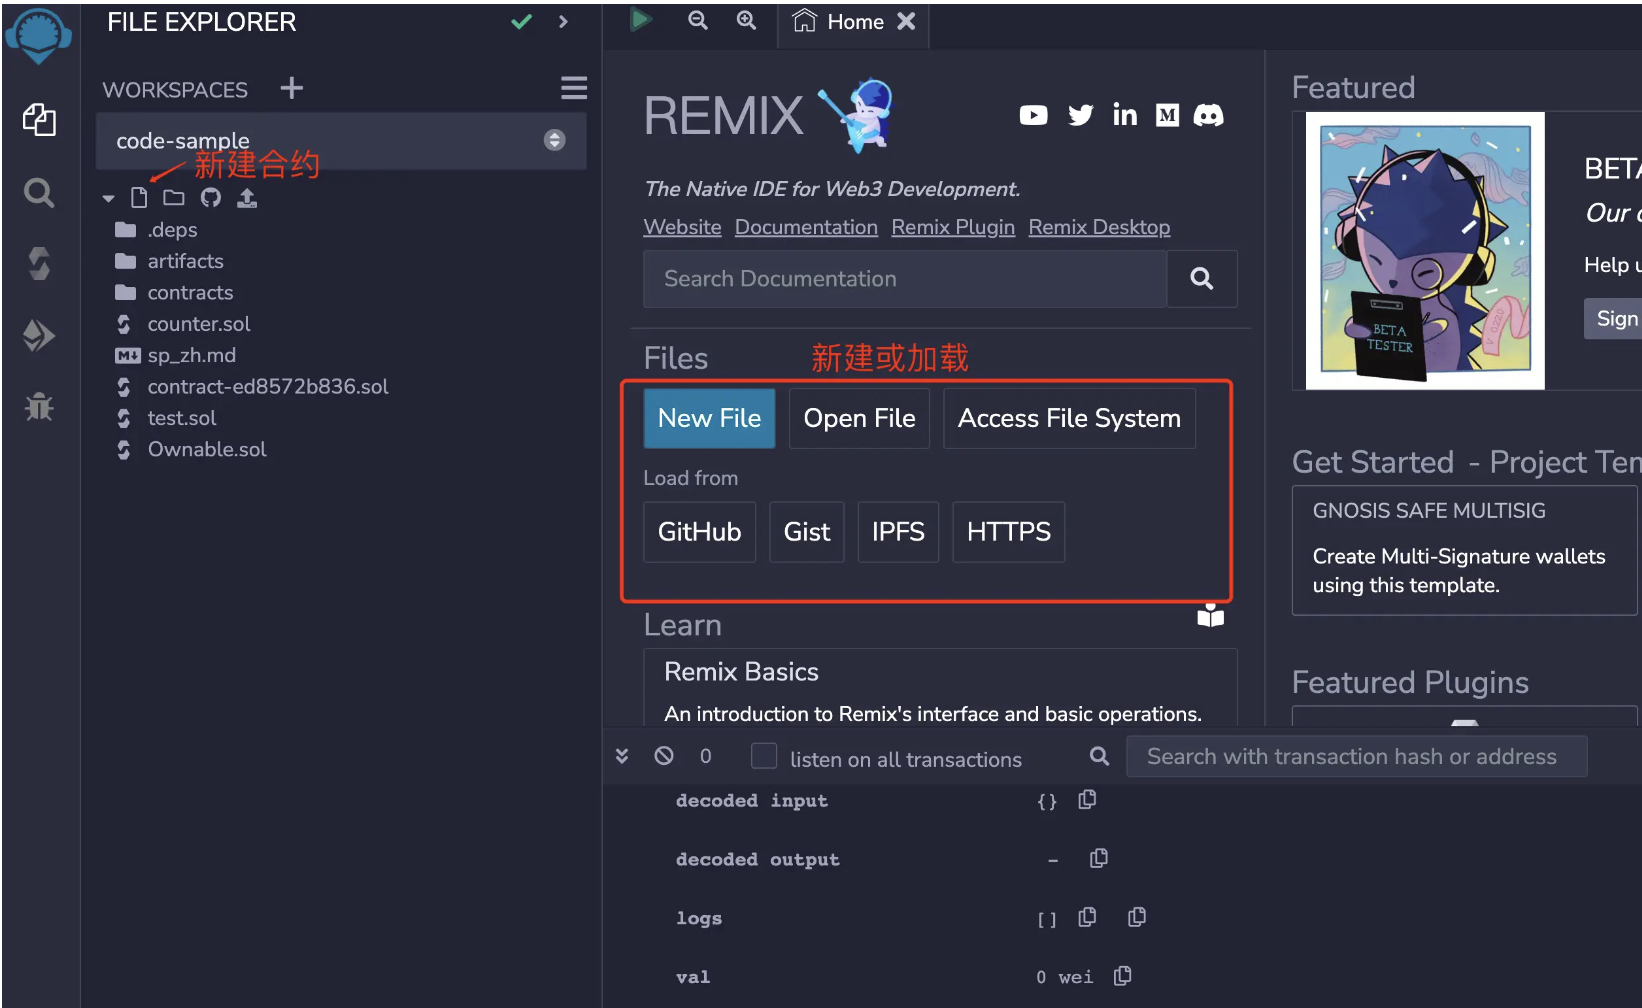 FILE EXPLORER
WORKSPACES
code-sample
新建合约
.deps
artifacts
contracts
counter.sol
sp_zh.md
contract-ed8572b836.sol
test.sol
Ownable.sol
Home
REMIX
The Native IDE for Web3 Development.
Website Documentation Remix Plugin Remix Desktop
Search Documentation
Files
新建或加载
New File Open File Access File System
Load from
GitHub Gist IPFS HTTPS
Learn
Remix Basics
An introduction to Remix's interface and basic operations.
Featured
BETA
TESTER
BETA
Our
Help
Sign
Get Started - Project Tem
GNOSIS SAFE MULTISIG
Create Multi-Signature wallets
using this template.
Featured Plugins
0 listen on all transactions Search with transaction hash or address
decoded input {}
decoded output -
logs []
val 0 wei